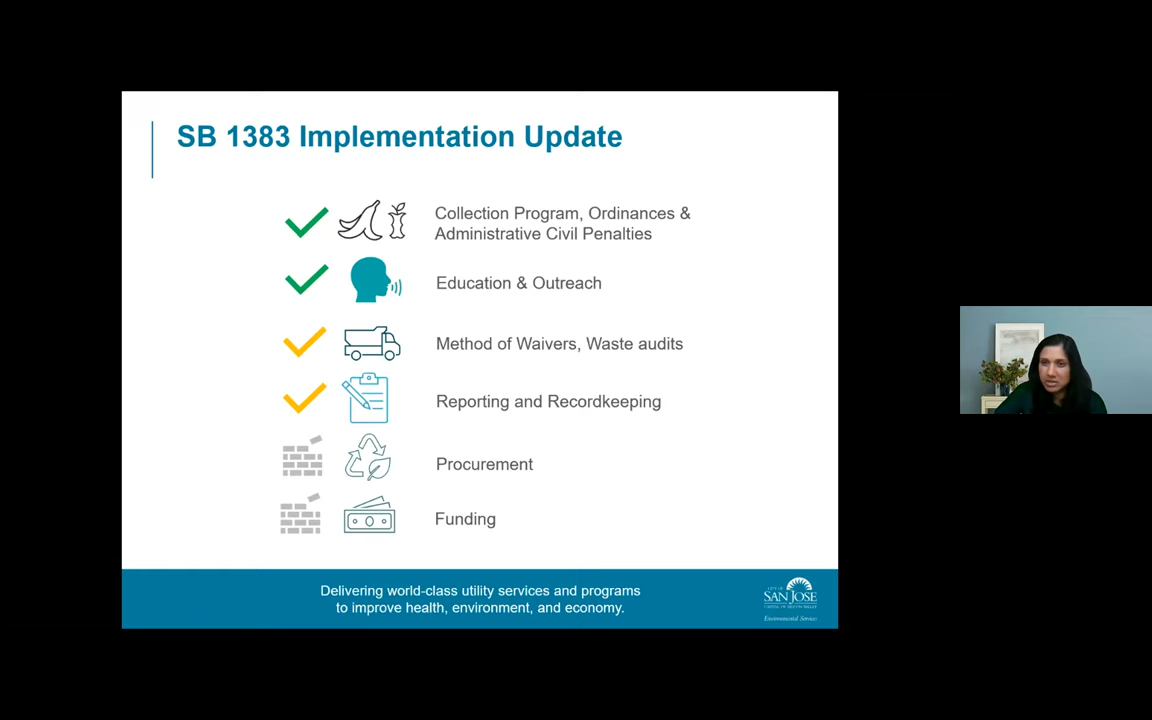 SB 1383 Implementation Update
Collection Program, Ordinances &
Administrative Civil Penalties
Education & Outreach
Method of Waivers, Waste audits
Reporting and Recordkeeping
Procurement
Funding
Delivering world-class utility services and programs
to improve health, environment, and economy.
CITY OF
SAN JOSE
CAPITAL OF SILICON VALLEY
Environmental Services